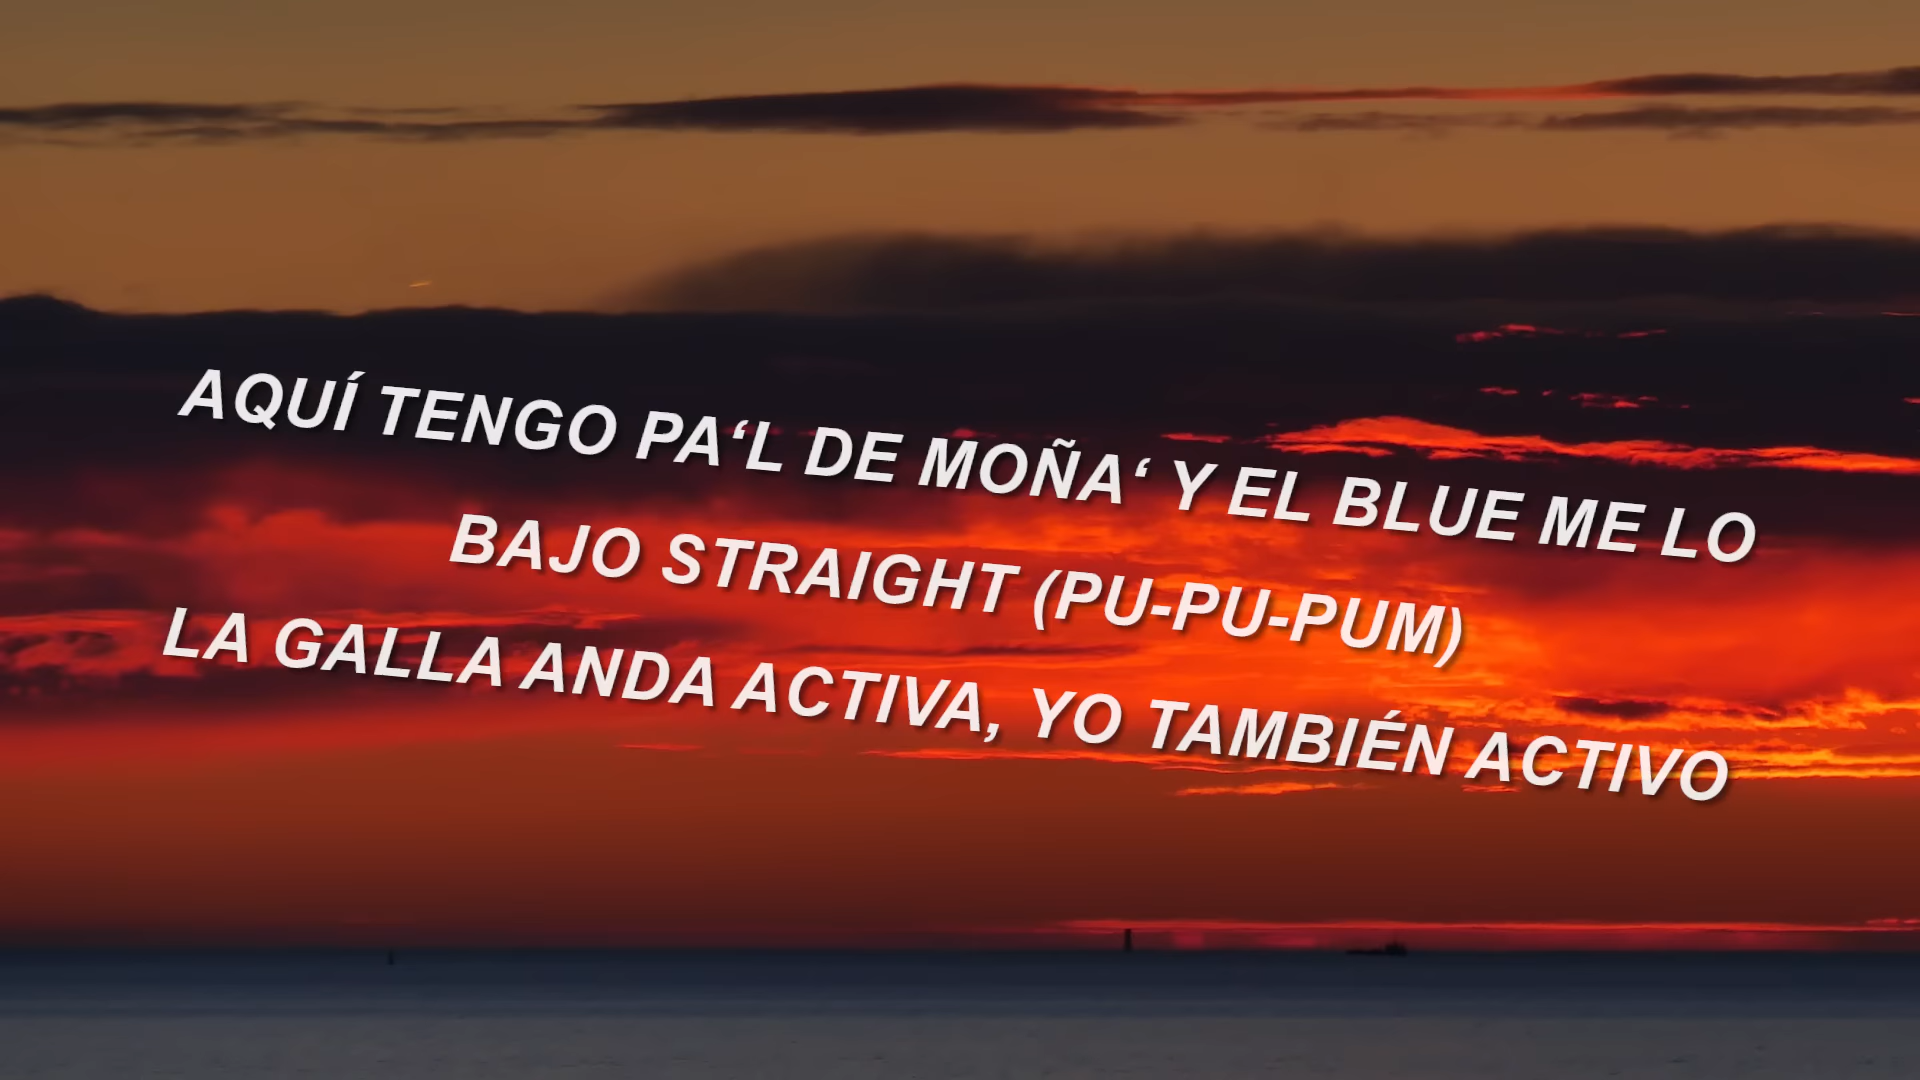 AQUÍ TENGO PA‘L DE MOÑA‘ Y EL BLUE ME LO
BAJO STRAIGHT (PU-PU-PUM)
LA GALLA ANDA ACTIVA, YO TAMBIÉN ACTIVO